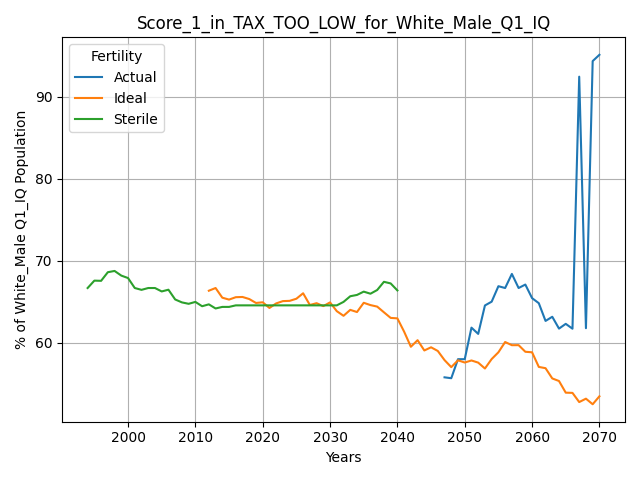 Score_1_in_TAX_TOO_LOW_for_White_Male_Q1_IQ
Fertility
Actual
Ideal
Sterile
% of White_Male Q1_IQ Population
90
80
70
60
2000
2010
2020
2030
2040
2050
2060
2070
Years